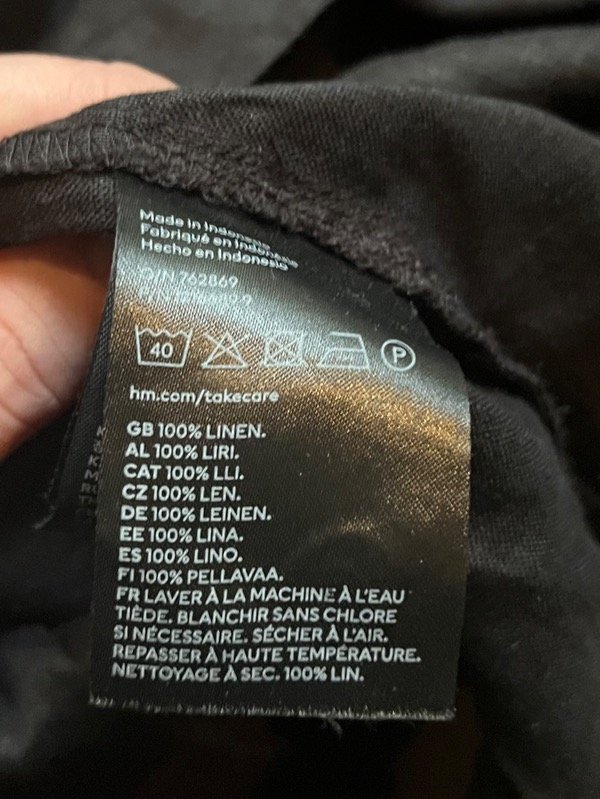 Made in Indonesia
Fabriqué en Indonésie
Hecho en Indonesia
O/N 762869
40
P
hm.com/takecare
GB 100% LINEN.
AL 100% LIRI.
CAT 100% LLI.
CZ 100% LEN.
DE 100% LEINEN.
EE 100% LINA.
ES 100% LINO.
FI 100% PELLAVAA.
FR LAVER À LA MACHINE À L'EAU
TIÈDE. BLANCHIR SANS CHLORE
SI NÉCESSAIRE. SÉCHER À L'AIR.
REPASSER À HAUTE TEMPÉRATURE.
NETTOYAGE À SEC. 100% LIN.